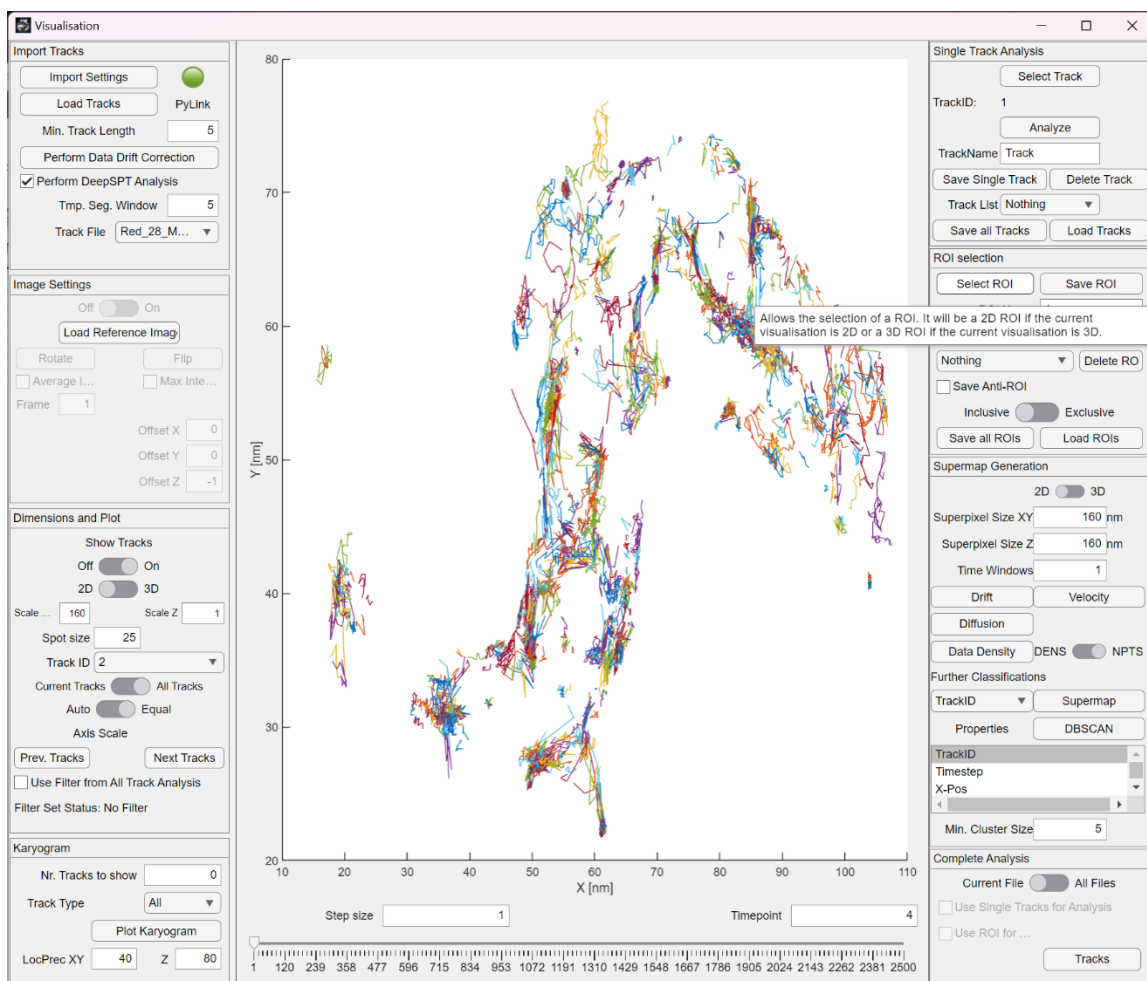 Visualisation
Import Tracks
Import Settings
Load Tracks
PyLink
Min. Track Length 5
Perform Data Drift Correction
Perform DeepSPT Analysis
Tmp. Seg. Window 5
Track File Red_28_M...
Image Settings
Off On
Load Reference Imag
Rotate Flip
Average I... Max Inte...
Frame 1
Offset X 0
Offset Y 0
Offset Z -1
Dimensions and Plot
Show Tracks
Off On
2D 3D
Scale ... 160 Scale Z 1
Spot size 25
Track ID 2
Current Tracks All Tracks
Auto Equal
Axis Scale
Prev. Tracks Next Tracks
Use Filter from All Track Analysis
Filter Set Status: No Filter
Karyogram
Nr. Tracks to show 0
Track Type All
Plot Karyogram
LocPrec XY 40 Z 80
80
70
60
50
40
30
20
Y [nm]
10 20 30 40 50 60 70 80 90 100 110
X [nm]
Step size 1 Timepoint 4
1 120 239 358 477 596 715 834 953 1072 1191 1310 1429 1548 1667 1786 1905 2024 2143 2262 2381 2500
Single Track Analysis
Select Track
TrackID: 1
Analyze
TrackName Track
Save Single Track Delete Track
Track List Nothing
Save all Tracks Load Tracks
ROI selection
Select ROI Save ROI
Allows the selection of a ROI. It will be a 2D ROI if the current
visualisation is 2D or a 3D ROI if the current visualisation is 3D.
Nothing Delete RO
Save Anti-ROI
Inclusive Exclusive
Save all ROIs Load ROIs
Supermap Generation
2D 3D
Superpixel Size XY 160 nm
Superpixel Size Z 160 nm
Time Windows 1
Drift Velocity
Diffusion
Data Density DENS NPTS
Further Classifications
TrackID Supermap
Properties DBSCAN
TrackID
Timestep
X-Pos
Min. Cluster Size 5
Complete Analysis
Current File All Files
Use Single Tracks for Analysis
Use ROI for ...
Tracks